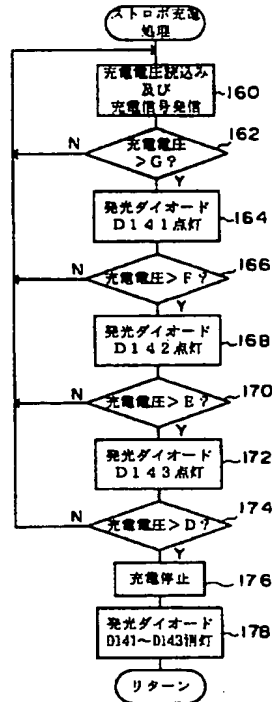 ストロボ充電
処理
充電電圧読込み
及び
充電信号発信
160
充電電圧
>G?
162
N
Y
発光ダイオード
D141点灯
164
充電電圧>F?
166
N
Y
発光ダイオード
D142点灯
168
充電電圧>E?
170
N
Y
発光ダイオード
D143点灯
172
充電電圧>D?
174
N
Y
充電停止
176
発光ダイオード
D141~D143消灯
178
リターン